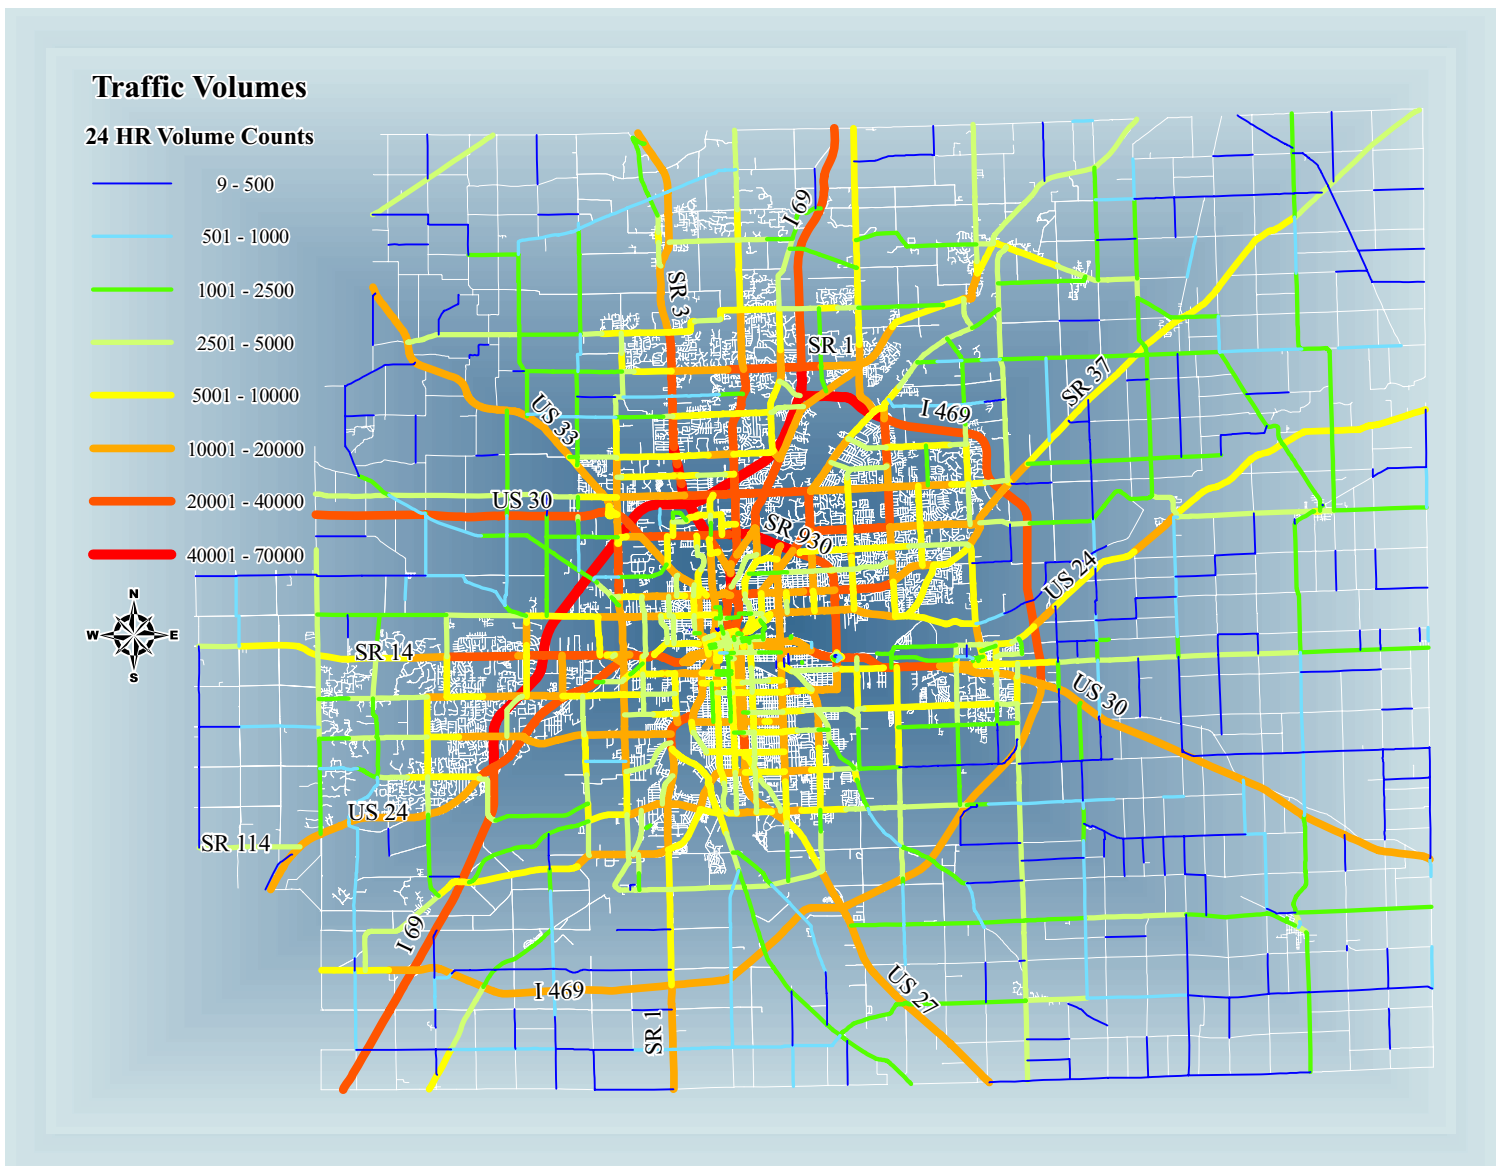 Traffic Volumes
24 HR Volume Counts
9 - 500
501 - 1000
1001 - 2500
2501 - 5000
5001 - 10000
10001 - 20000
20001 - 40000
40001 - 70000
N
W E
S
I 69
SR 3
SR 1
US 33
I 469
SR 37
US 30
SR 930
US 24
SR 14
US 30
US 24
SR 114
I 69
I 469
US 27
SR 1